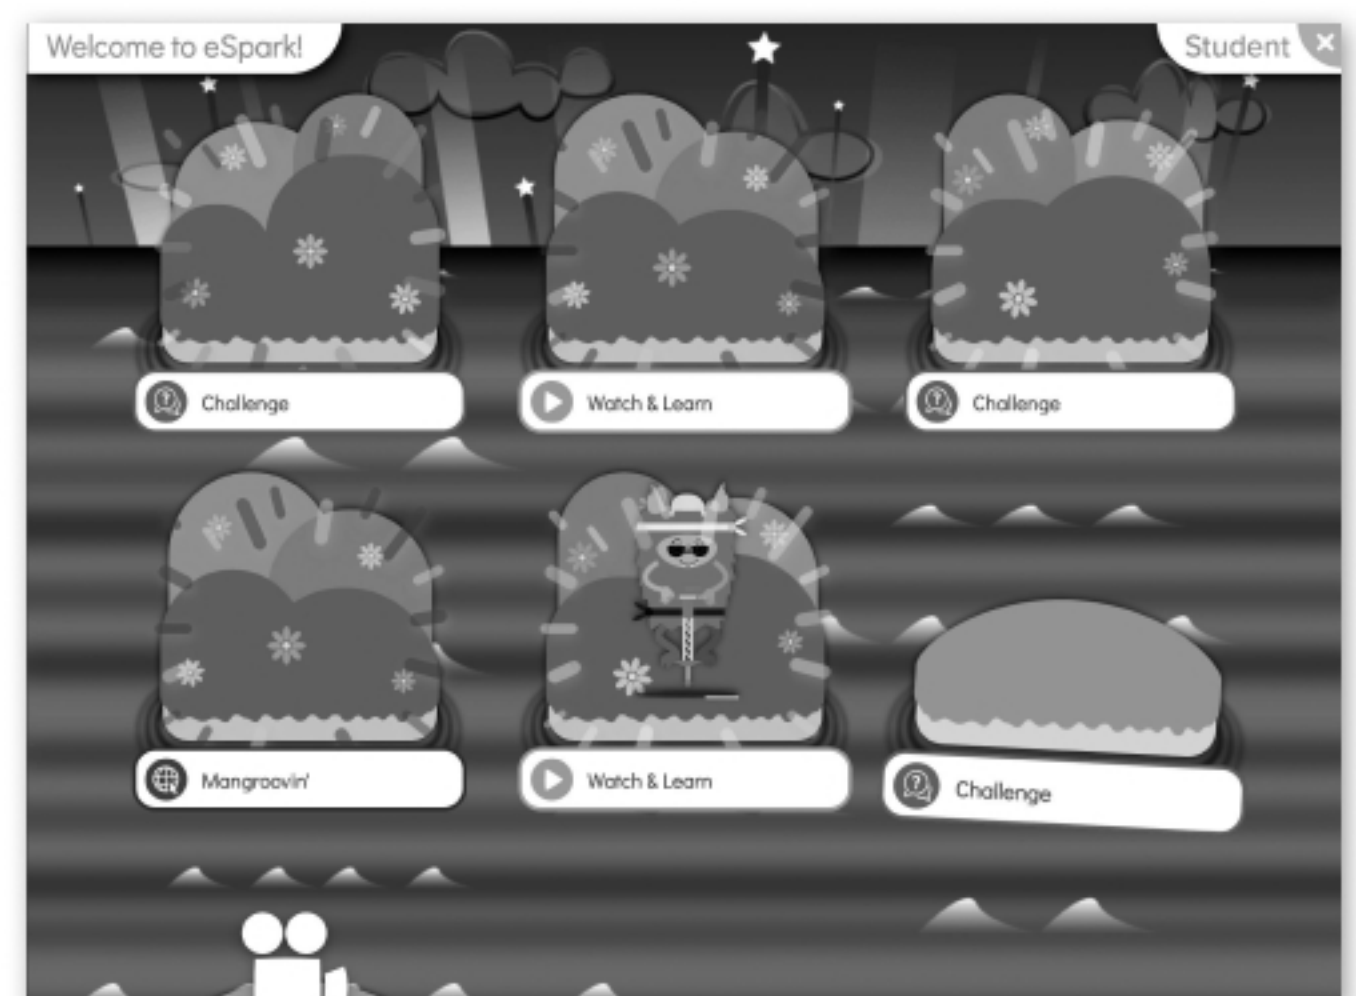 Welcome to eSpark!
Student
Challenge
Watch & Learn
Challenge
Mangroovin'
Watch & Learn
Challenge